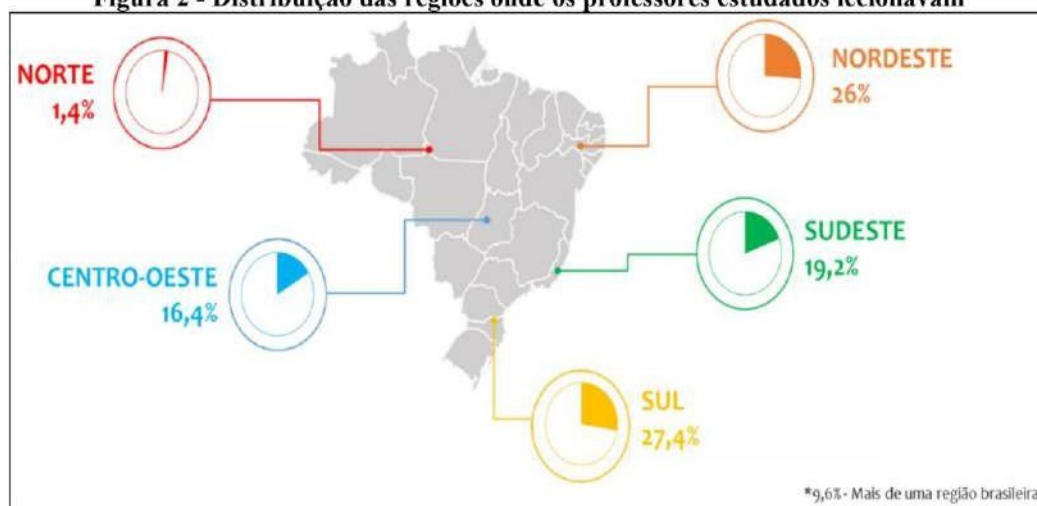 Figura 2 - Distribuição das regiões onde os professores estudados lecionavam
NORTE
1,4%
NORDESTE
26%
CENTRO-OESTE
16,4%
SUDESTE
19,2%
SUL
27,4%
*9,6%- Mais de uma região brasileira